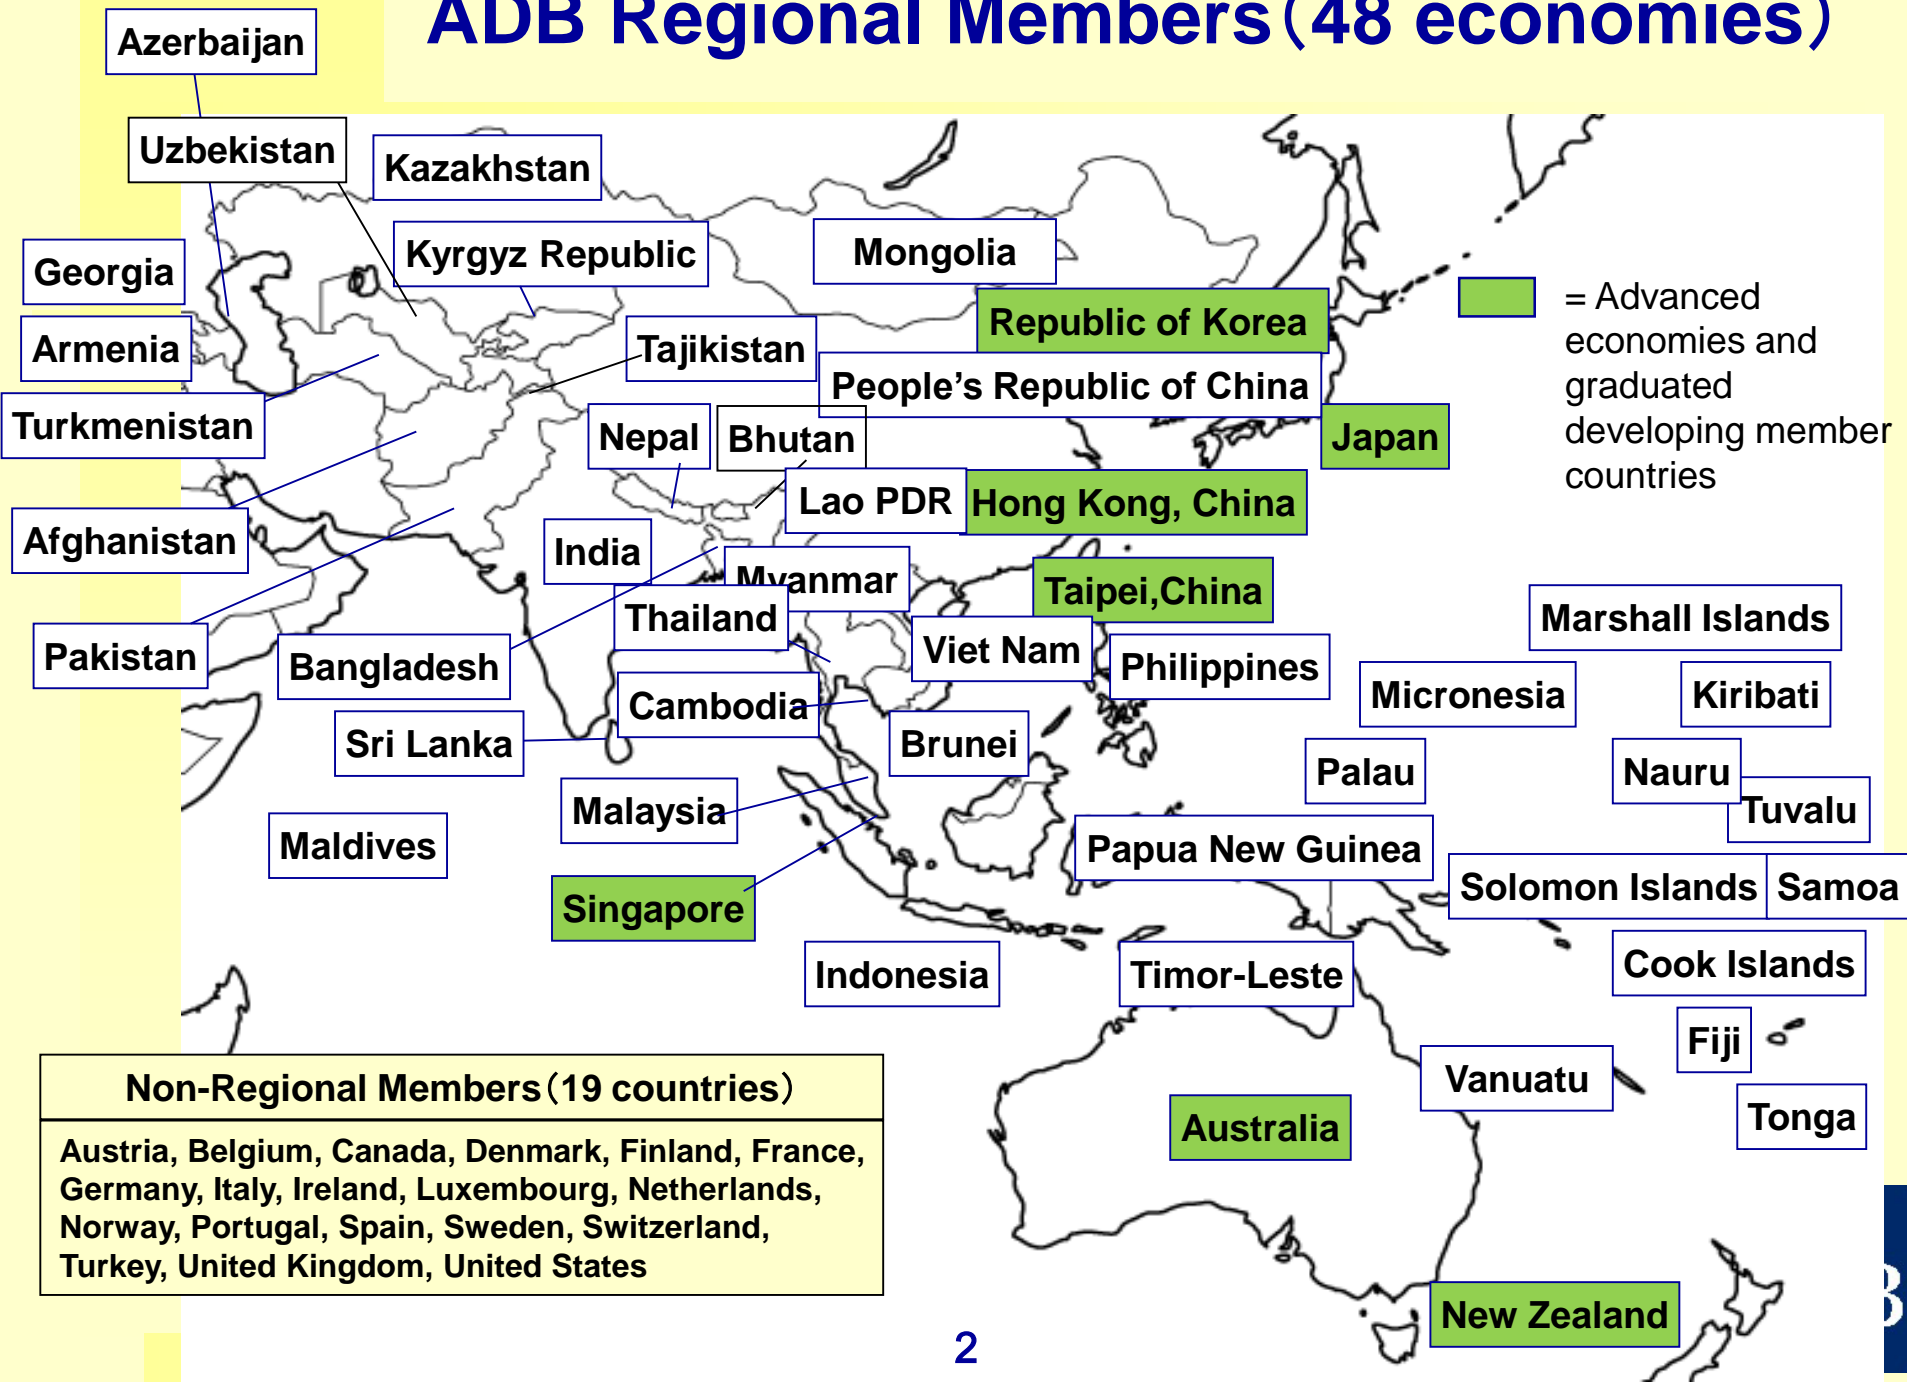 ADB Regional Members（48 economies）
Azerbaijan
Uzbekistan
Kazakhstan
Kyrgyz Republic
Mongolia
Georgia
Republic of Korea
= Advanced
economies and
graduated
developing member
countries
Armenia
Tajikistan
People’s Republic of China
Turkmenistan
Nepal
Bhutan
Japan
Lao PDR
Hong Kong, China
Afghanistan
India
Myanmar
Taipei,China
Thailand
Marshall Islands
Pakistan
Bangladesh
Viet Nam
Philippines
Micronesia
Kiribati
Cambodia
Sri Lanka
Brunei
Palau
Nauru
Tuvalu
Malaysia
Maldives
Papua New Guinea
Singapore
Solomon Islands
Samoa
Indonesia
Timor-Leste
Cook Islands
Fiji
Vanuatu
Tonga
Australia
New Zealand
Non-Regional Members（19 countries）
Austria, Belgium, Canada, Denmark, Finland, France,
Germany, Italy, Ireland, Luxembourg, Netherlands,
Norway, Portugal, Spain, Sweden, Switzerland,
Turkey, United Kingdom, United States
2